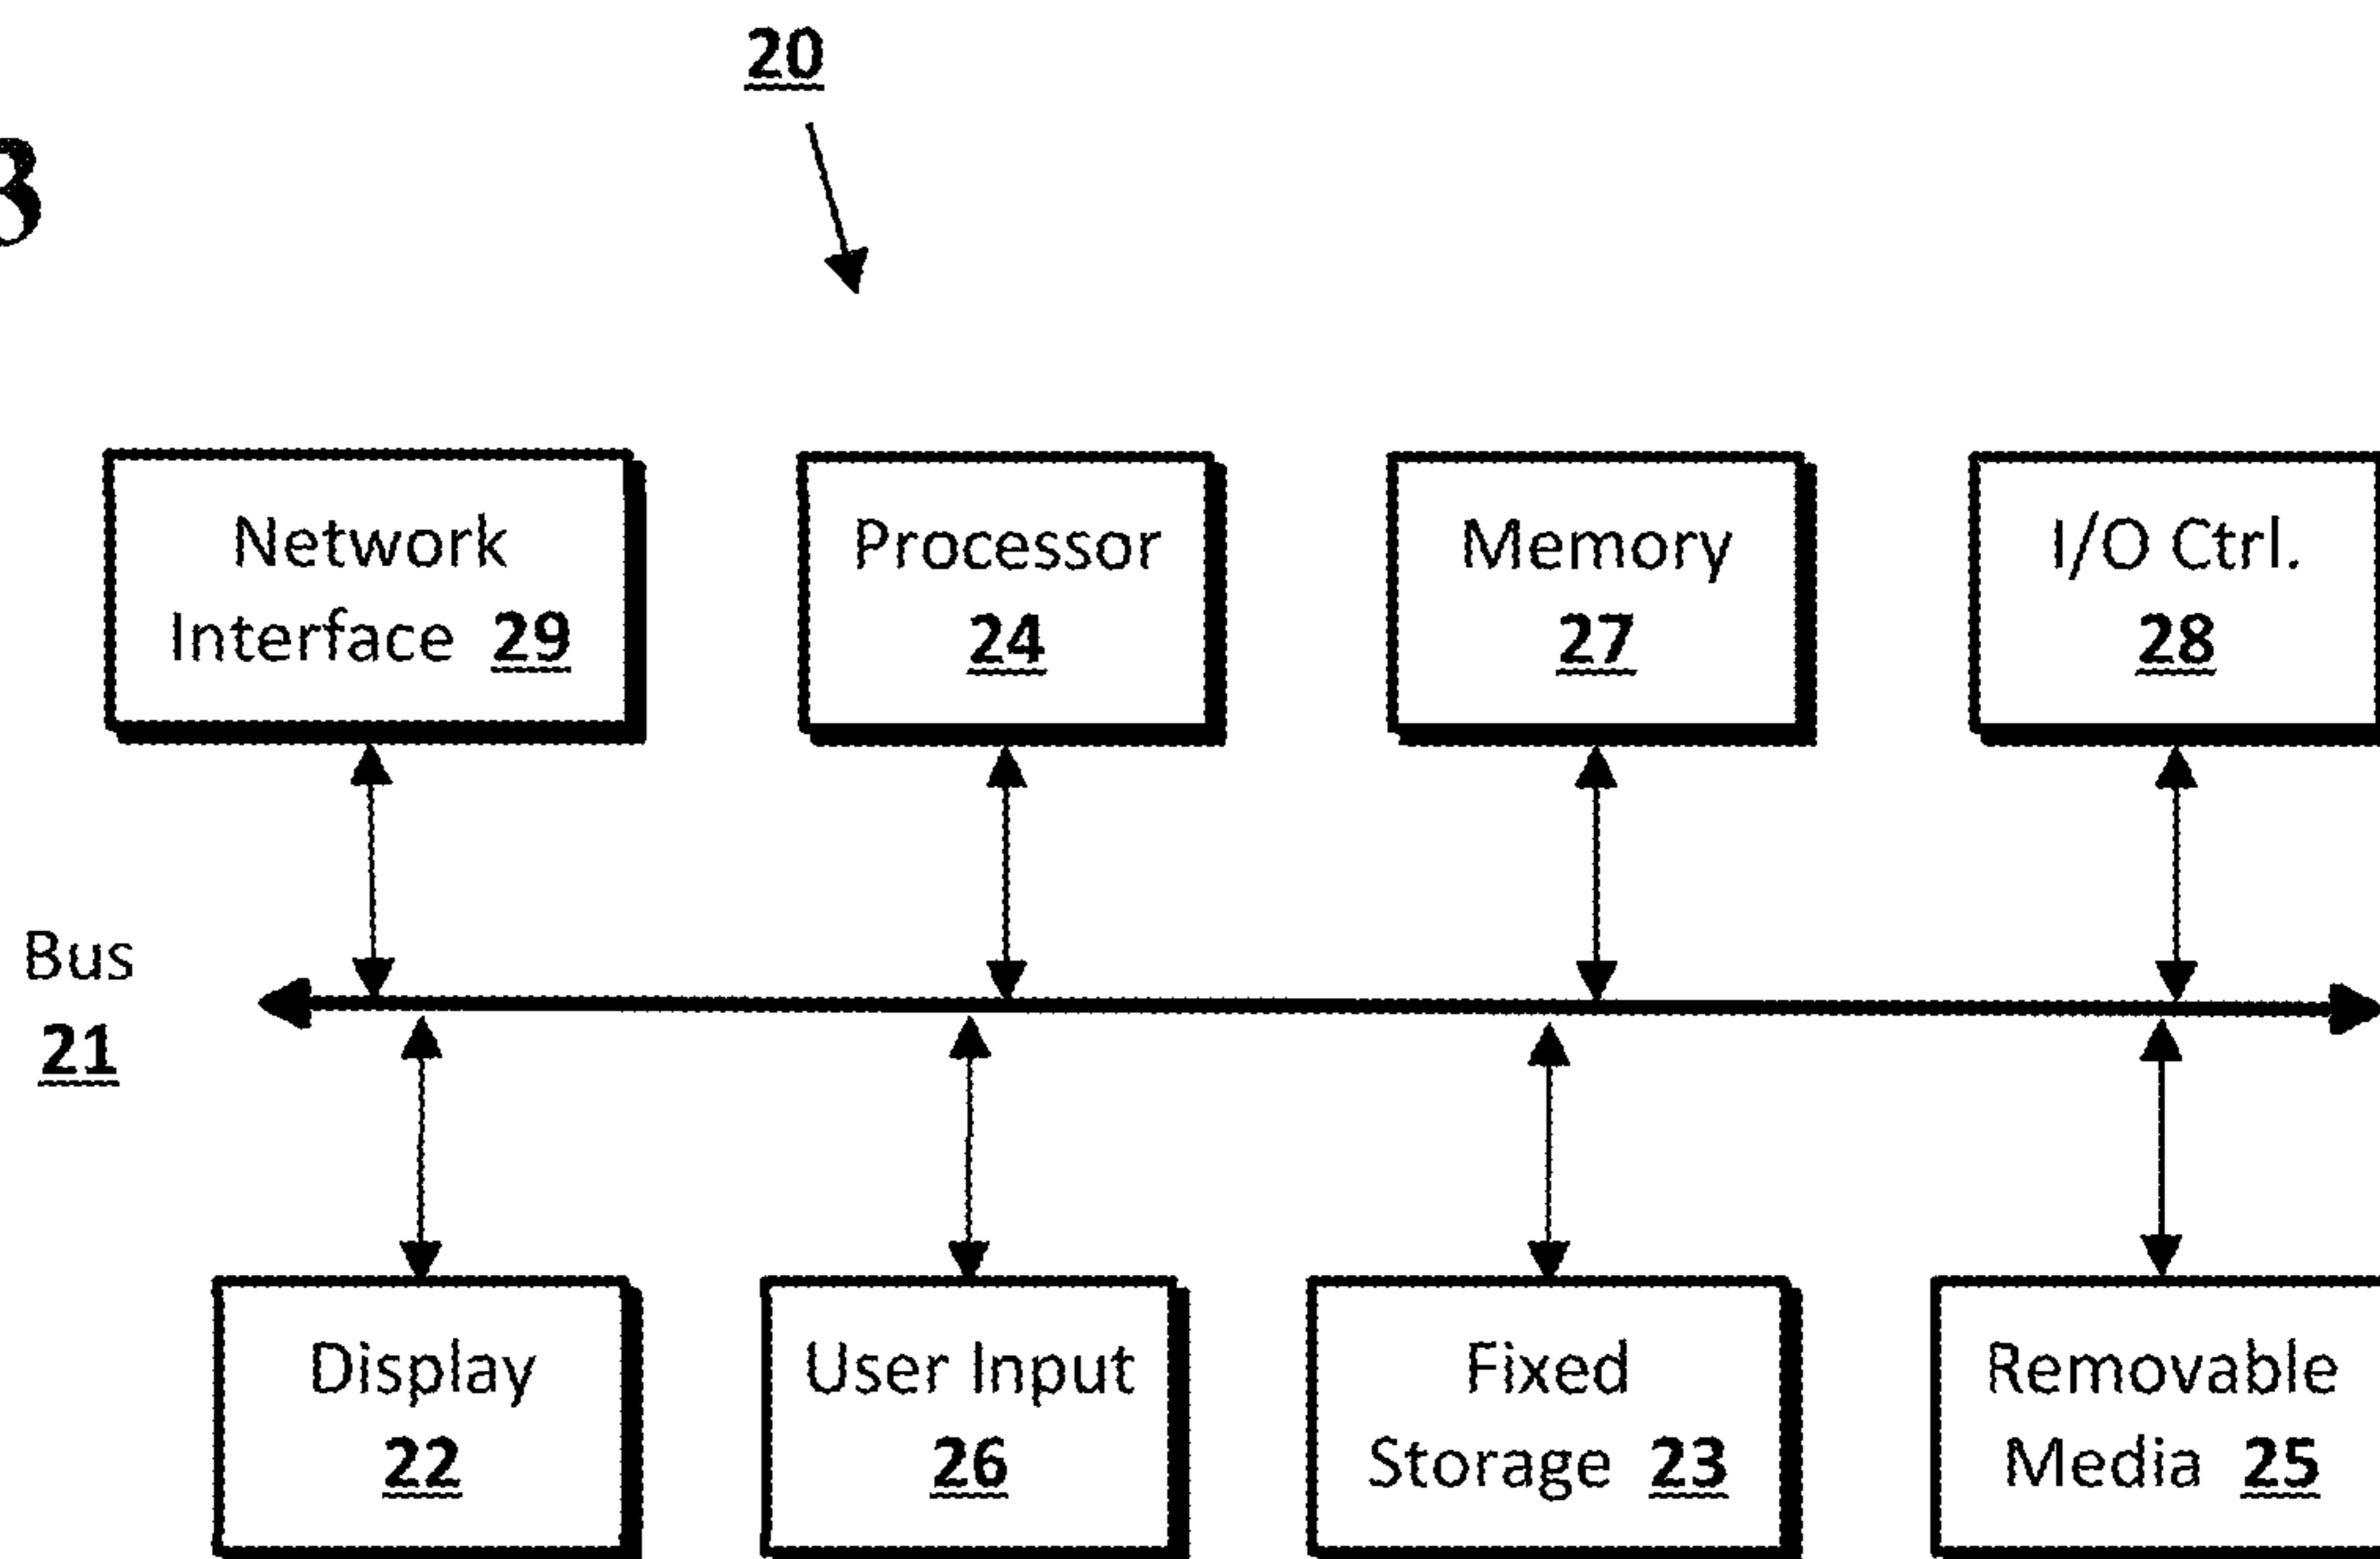 20
3
Network
Interface 29
Processor
24
Memory
27
I/O Ctrl.
28
Bus
21
Display
22
User Input
26
Fixed
Storage 23
Removable
Media 25